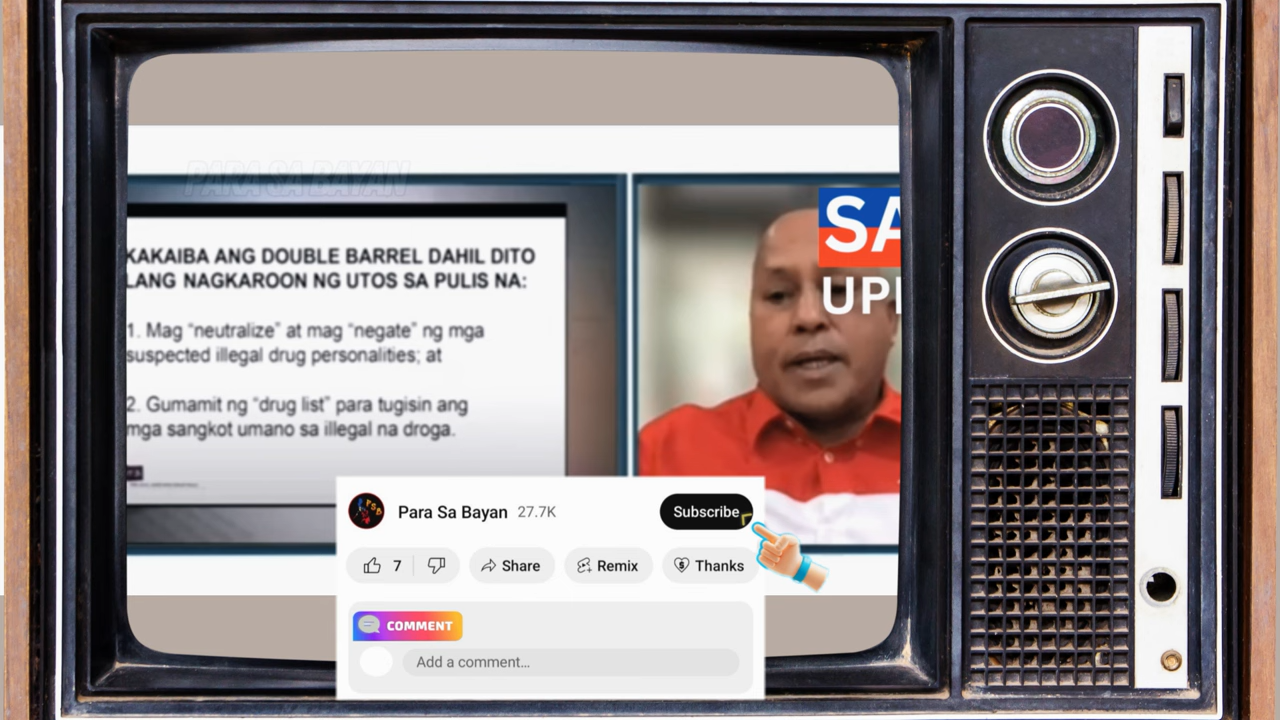 PARA SA BAYAN
KAKAIBA ANG DOUBLE BARREL DAHIL DITO
LANG NAGKAROON NG UTOS SA PULIS NA:
1. Mag “neutralize” at mag “negate” ng mga
suspected illegal drug personalities; at
2. Gumamit ng “drug list” para tugisin ang
mga sangkot umano sa illegal na droga.
SA
UP
Para Sa Bayan 27.7K Subscribe
7 Share Remix Thanks
COMMENT
Add a comment...